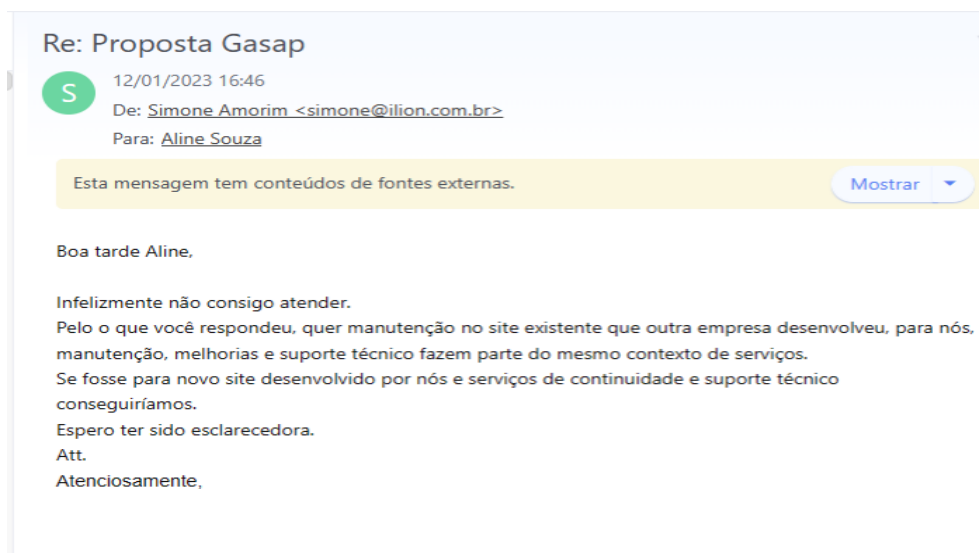 Re: Proposta Gasap
S
12/01/2023 16:46
De: Simone Amorim <simone@ilion.com.br>
Para: Aline Souza
Esta mensagem tem conteúdos de fontes externas.
Mostrar
Boa tarde Aline,
Infelizmente não consigo atender.
Pelo o que você respondeu, quer manutenção no site existente que outra empresa desenvolveu, para nós,
manutenção, melhorias e suporte técnico fazem parte do mesmo contexto de serviços.
Se fosse para novo site desenvolvido por nós e serviços de continuidade e suporte técnico
conseguiríamos.
Espero ter sido esclarecedora.
Att.
Atenciosamente,